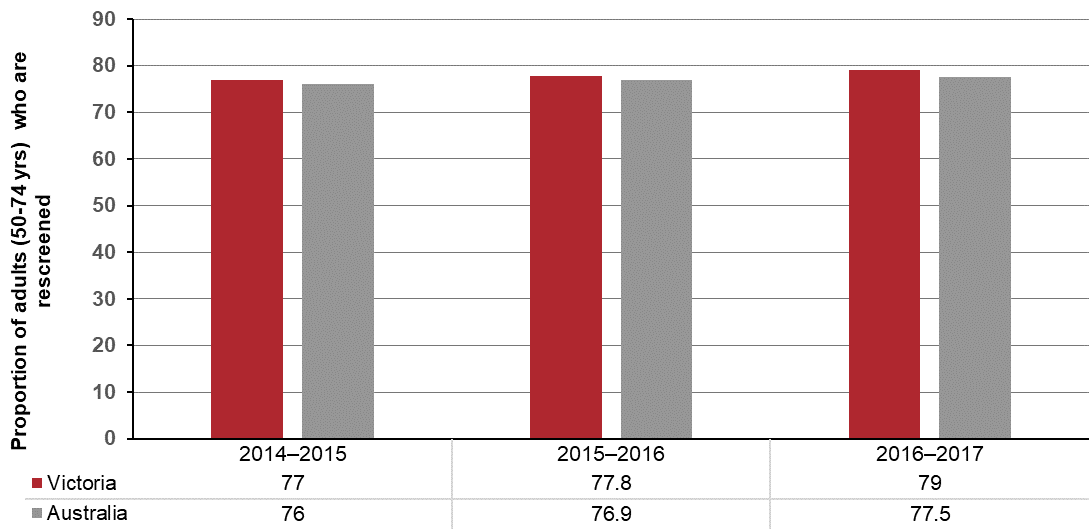 Proportion of adults (50-74 yrs)  who are
rescreened
90
80
70
60
50
40
30
20
10
0
2014–2015 2015–2016 2016–2017
Victoria 77 77.8 79
Australia 76 76.9 77.5